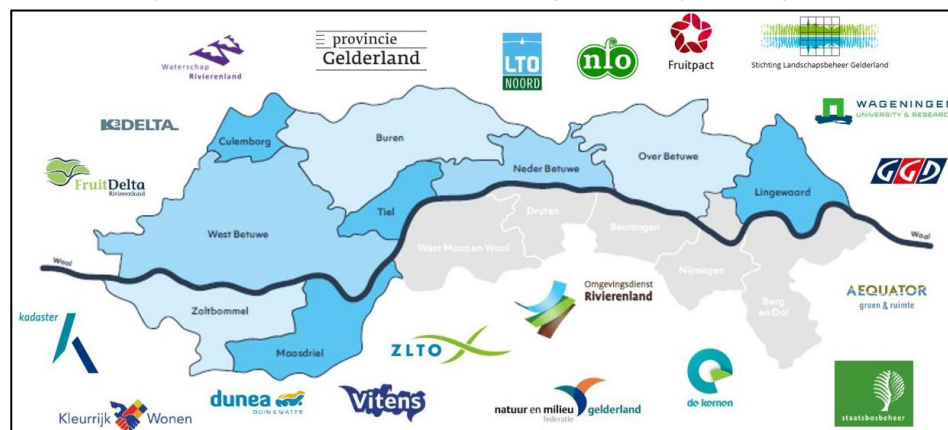 Waterschap
Rivierenland
provincie
Gelderland
LTO
NOORD
nfo
Fruitpact
Stichting Landschapsbeheer Gelderland
KEDELTA
Culemborg
Buren
Neder Betuwe
Over Betuwe
WAGENINGEN
UNIVERSITY & RESEARCH
FruitDelta
Rivierenland
Tiel
Lingewaard
GGD
West Betuwe
Druten
West Maas en Waal
Beuningen
Waal
Waal
Nijmegen
Zaltbommel
Omgevingsdienst
Rivierenland
Berg
en Dal
AEQUATOR
groen & ruimte
kadaster
Maasdriel
ZLTO
Kleurrijk Wonen
dunea
DUIN & WATER
Vitens
natuur en milieu gelderland
federatie
de kernen
staatsbosbeheer